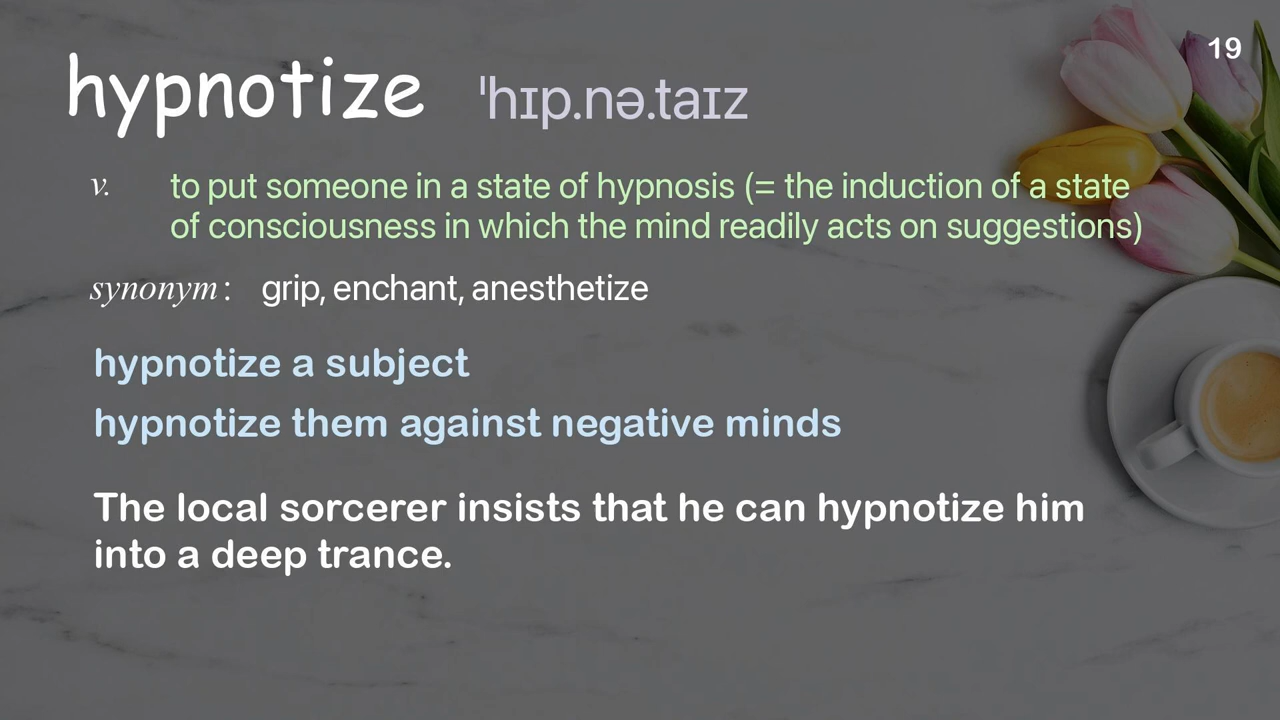 19
hypnotize ˈhɪp.nə.taɪz
v. to put someone in a state of hypnosis (= the induction of a state
of consciousness in which the mind readily acts on suggestions)
synonym: grip, enchant, anesthetize
hypnotize a subject
hypnotize them against negative minds
The local sorcerer insists that he can hypnotize him
into a deep trance.